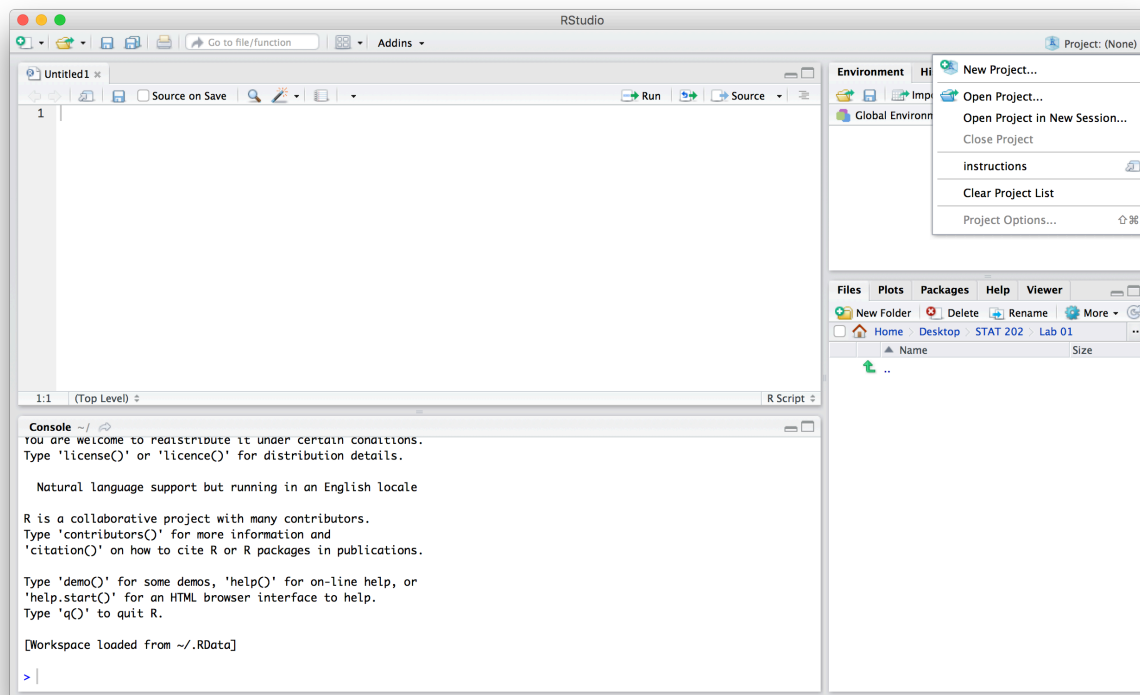 RStudio
Go to file/function
Addins
Project: (None)
Untitled1
Source on Save
Run
Source
1
1:1 (Top Level)
R Script
Console ~/
You are welcome to redistribute it under certain conditions.
Type 'license()' or 'licence()' for distribution details.
Natural language support but running in an English locale
R is a collaborative project with many contributors.
Type 'contributors()' for more information and
'citation()' on how to cite R or R packages in publications.
Type 'demo()' for some demos, 'help()' for on-line help, or
'help.start()' for an HTML browser interface to help.
Type 'q()' to quit R.
[Workspace loaded from ~/.RData]
>
Environment Hi
Impo
Global Environn
New Project...
Open Project...
Open Project in New Session...
Close Project
instructions
Clear Project List
Project Options... ⇧⌘
Files Plots Packages Help Viewer
New Folder Delete Rename More
Home Desktop STAT 202 Lab 01 ...
Name Size
..